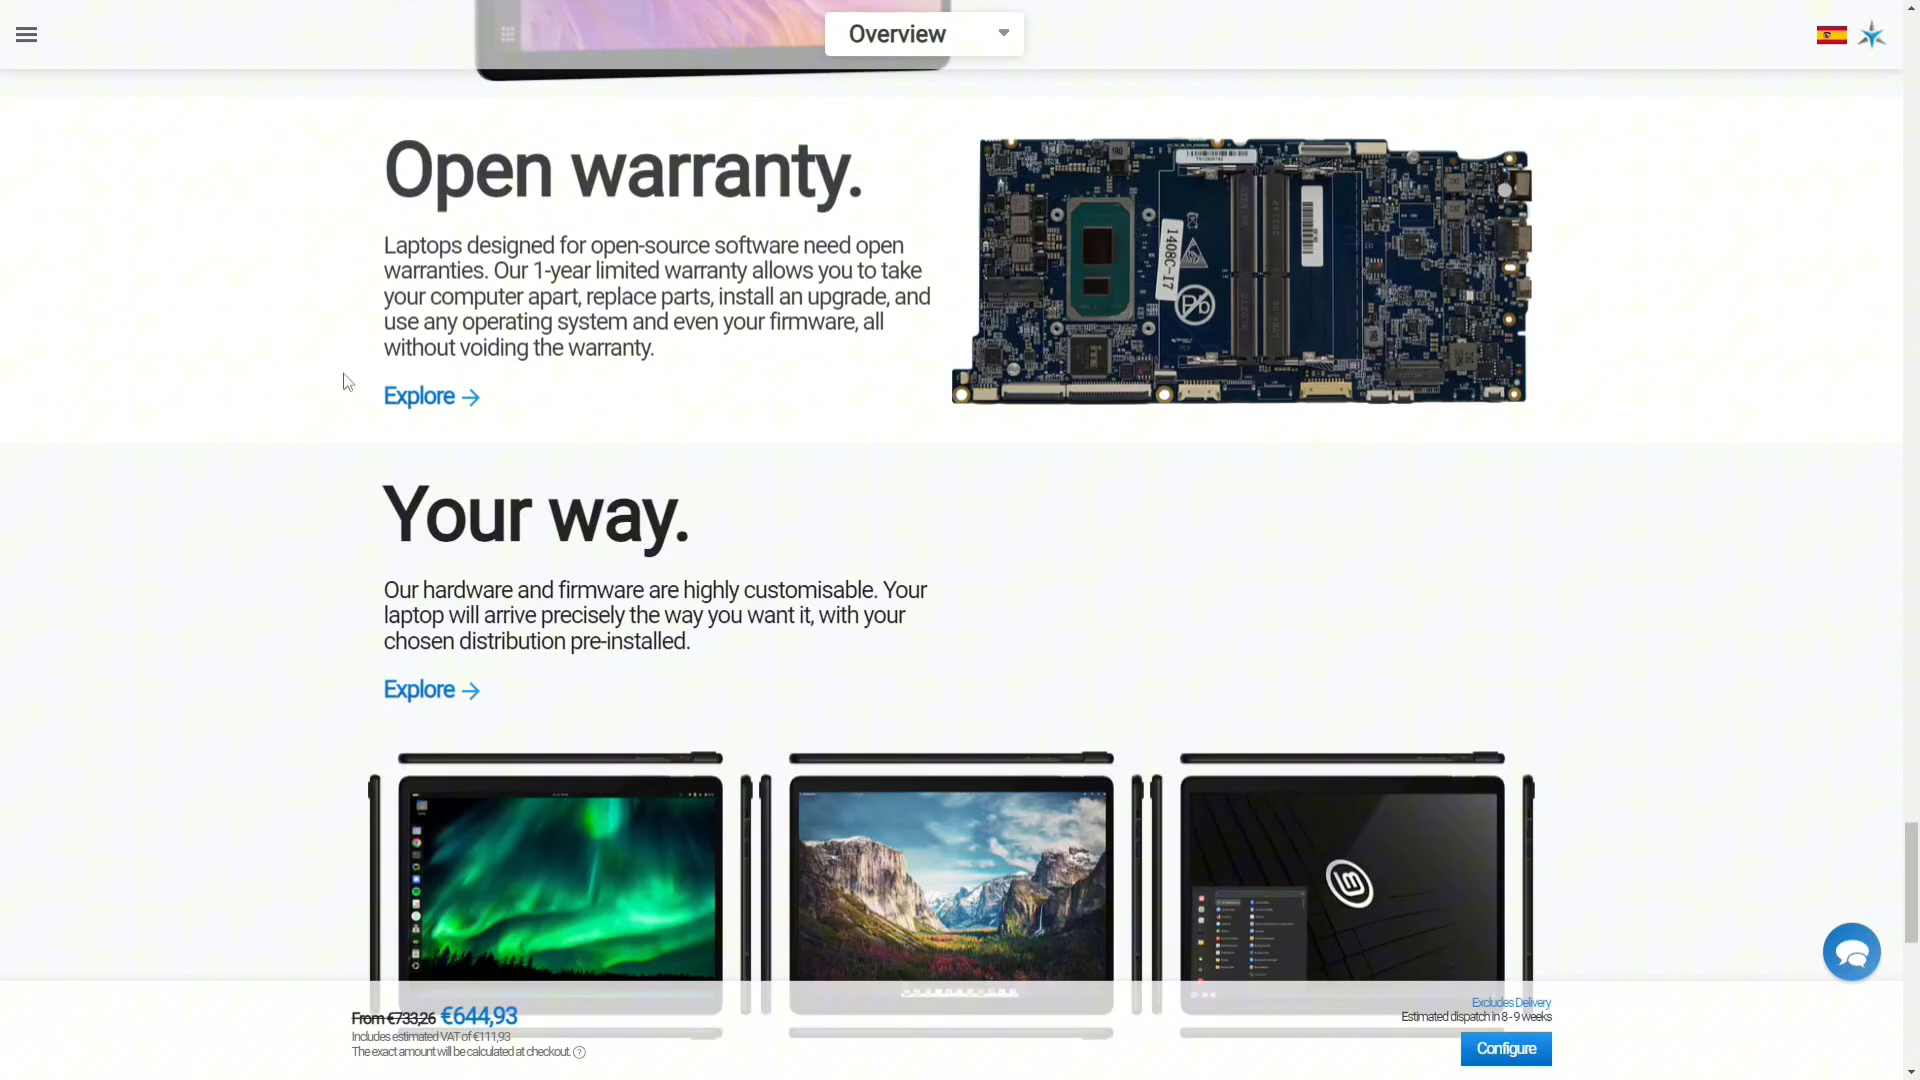 Overview
Open warranty.
Laptops designed for open-source software need open
warranties. Our 1-year limited warranty allows you to take
your computer apart, replace parts, install an upgrade, and
use any operating system and even your firmware, all
without voiding the warranty.
Explore →
1408C-I7
Pb
Your way.
Our hardware and firmware are highly customisable. Your
laptop will arrive precisely the way you want it, with your
chosen distribution pre-installed.
Explore →
From €733,26 €644,93
Includes estimated VAT of €111,93
The exact amount will be calculated at checkout. ?
Excludes Delivery
Estimated dispatch in 8 - 9 weeks
Configure